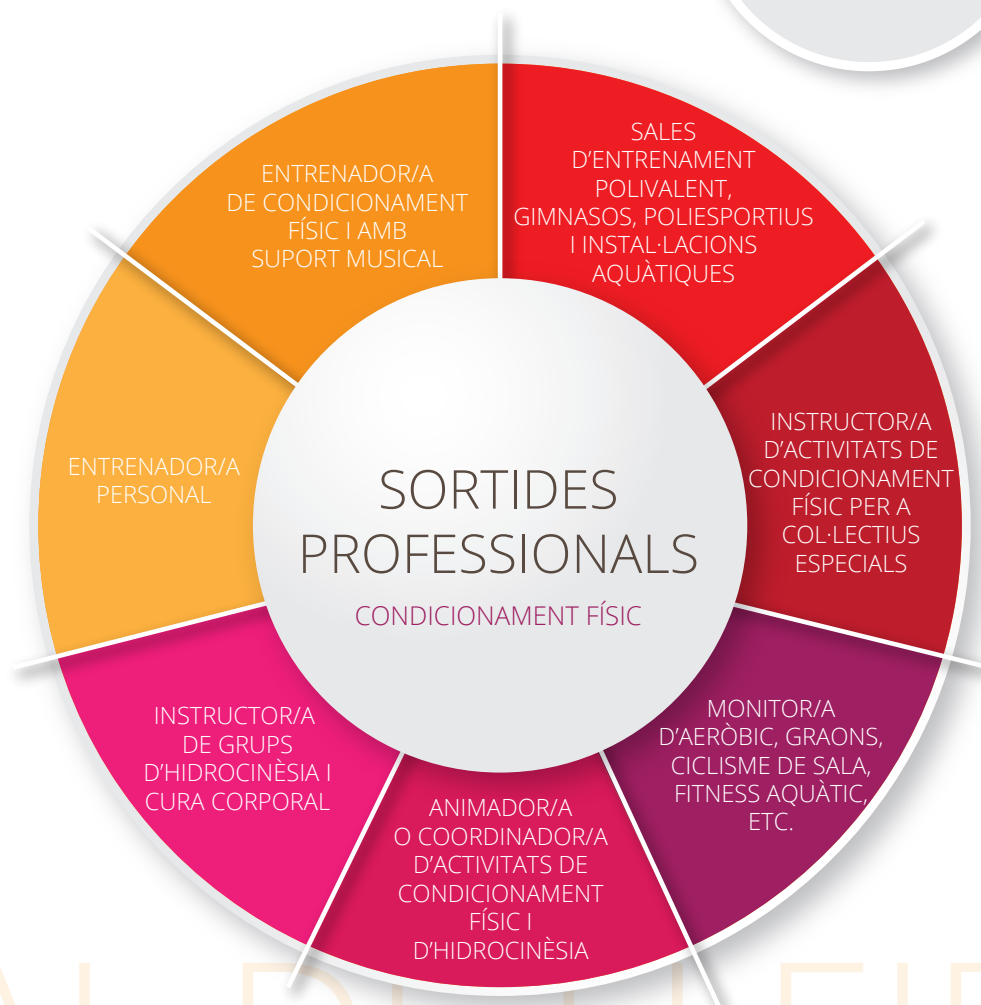 SORTIDES
PROFESSIONALS
CONDICIONAMENT FÍSIC
SALES
D'ENTRENAMENT
POLIVALENT,
GIMNASOS, POLIESPORTIUS
I INSTAL·LACIONS
AQUÀTIQUES
INSTRUCTOR/A
D'ACTIVITATS DE
CONDICIONAMENT
FÍSIC PER A
COL·LECTIUS
ESPECIALS
MONITOR/A
D'AERÒBIC, GRAONS,
CICLISME DE SALA,
FITNESS AQUÀTIC,
ETC.
ANIMADOR/A
O COORDINADOR/A
D'ACTIVITATS DE
CONDICIONAMENT
FÍSIC I
D'HIDROCINÈSIA
INSTRUCTOR/A
DE GRUPS
D'HIDROCINÈSIA I
CURA CORPORAL
ENTRENADOR/A
PERSONAL
ENTRENADOR/A
DE CONDICIONAMENT
FÍSIC I AMB
SUPORT MUSICAL